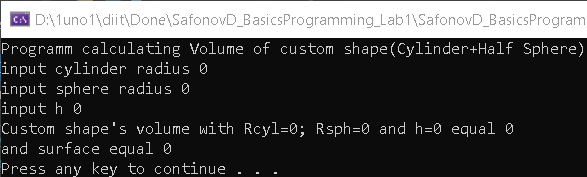 D:\1uno1\diit\Done\SafonovD_BasicsProgramming_Lab1\SafonovD_BasicsProgram
Programm calculating Volume of custom shape(Cylinder+Half Sphere)
input cylinder radius 0
input sphere radius 0
input h 0
Custom shape's volume with Rcyl=0; Rsph=0 and h=0 equal 0
and surface equal 0
Press any key to continue . . .